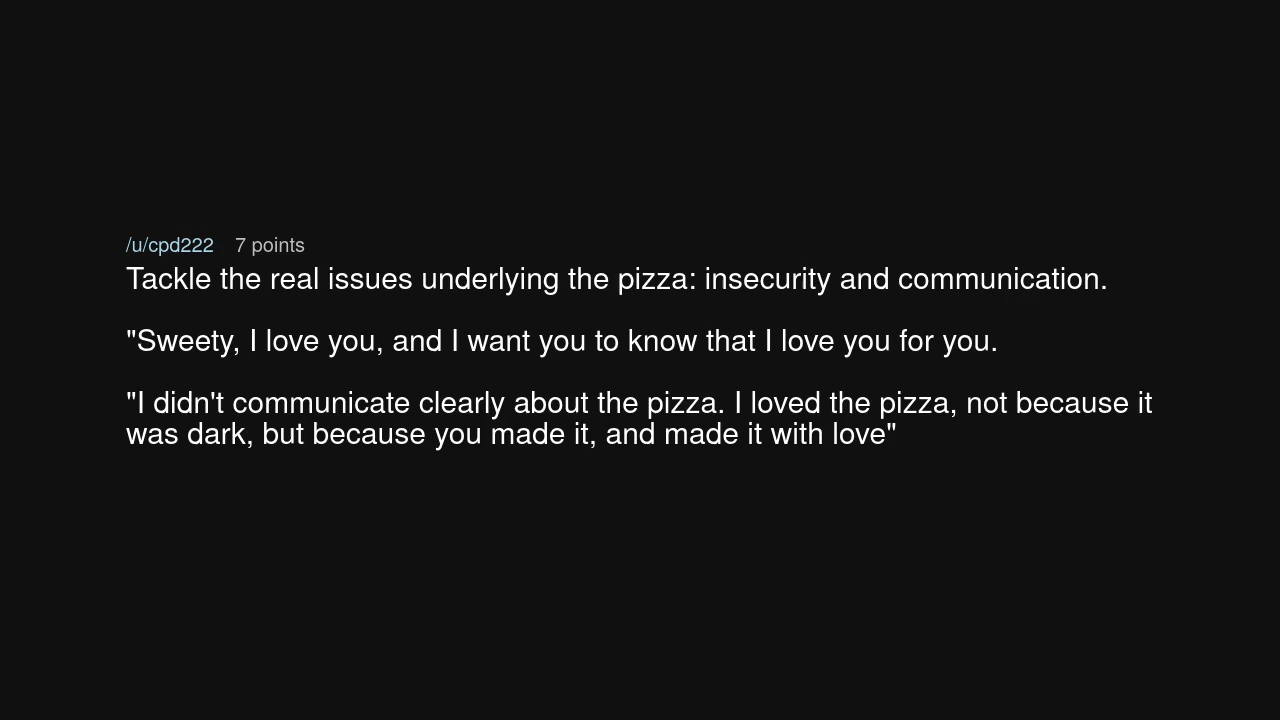 /u/cpd222 7 points
Tackle the real issues underlying the pizza: insecurity and communication.
"Sweety, I love you, and I want you to know that I love you for you.
"I didn't communicate clearly about the pizza. I loved the pizza, not because it
was dark, but because you made it, and made it with love"